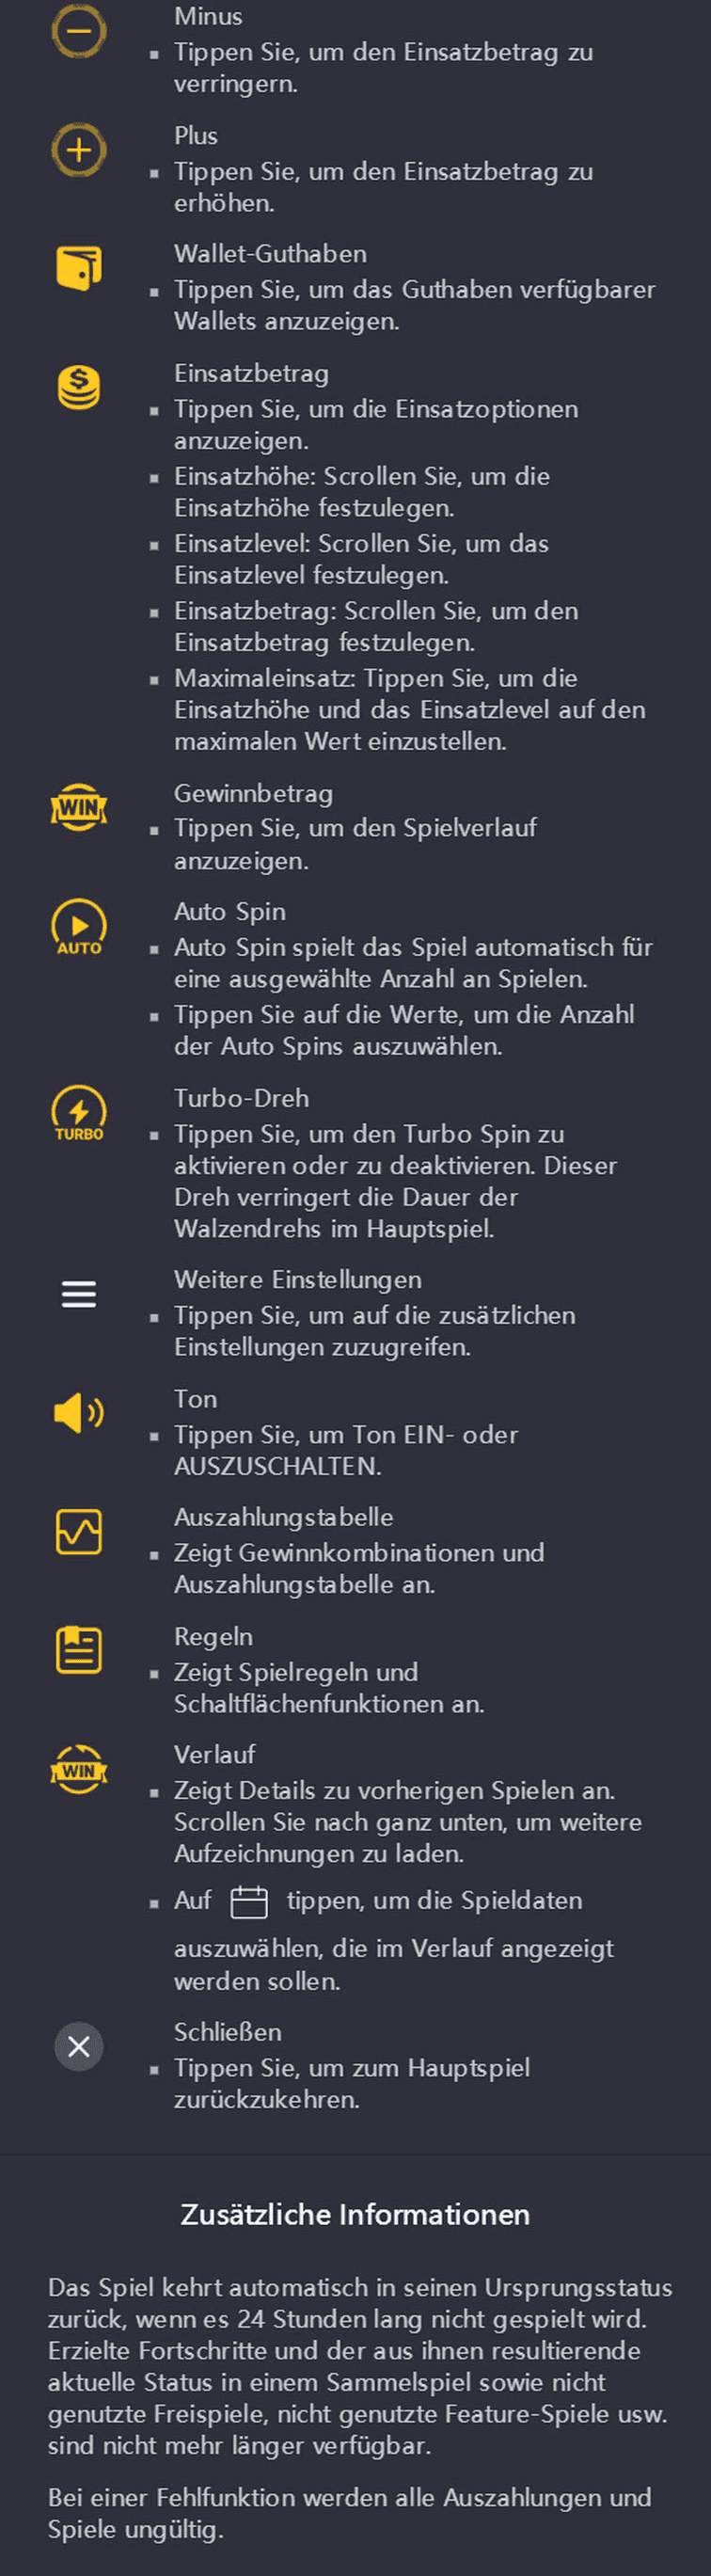 Minus
▪ Tippen Sie, um den Einsatzbetrag zu
verringern.
Plus
▪ Tippen Sie, um den Einsatzbetrag zu
erhöhen.
Wallet-Guthaben
▪ Tippen Sie, um das Guthaben verfügbarer
Wallets anzuzeigen.
$
Einsatzbetrag
▪ Tippen Sie, um die Einsatzoptionen
anzuzeigen.
▪ Einsatzhöhe: Scrollen Sie, um die
Einsatzhöhe festzulegen.
▪ Einsatzlevel: Scrollen Sie, um das
Einsatzlevel festzulegen.
▪ Einsatzbetrag: Scrollen Sie, um den
Einsatzbetrag festzulegen.
▪ Maximaleinsatz: Tippen Sie, um die
Einsatzhöhe und das Einsatzlevel auf den
maximalen Wert einzustellen.
WIN
Gewinnbetrag
▪ Tippen Sie, um den Spielverlauf
anzuzeigen.
AUTO
Auto Spin
▪ Auto Spin spielt das Spiel automatisch für
eine ausgewählte Anzahl an Spielen.
▪ Tippen Sie auf die Werte, um die Anzahl
der Auto Spins auszuwählen.
TURBO
Turbo-Dreh
▪ Tippen Sie, um den Turbo Spin zu
aktivieren oder zu deaktivieren. Dieser
Dreh verringert die Dauer der
Walzendrehs im Hauptspiel.
Weitere Einstellungen
▪ Tippen Sie, um auf die zusätzlichen
Einstellungen zuzugreifen.
Ton
▪ Tippen Sie, um Ton EIN- oder
AUSZUSCHALTEN.
Auszahlungstabelle
▪ Zeigt Gewinnkombinationen und
Auszahlungstabelle an.
Regeln
▪ Zeigt Spielregeln und
Schaltflächenfunktionen an.
WIN
Verlauf
▪ Zeigt Details zu vorherigen Spielen an.
Scrollen Sie nach ganz unten, um weitere
Aufzeichnungen zu laden.
▪ Auf tippen, um die Spieldaten
auszuwählen, die im Verlauf angezeigt
werden sollen.
Schließen
▪ Tippen Sie, um zum Hauptspiel
zurückzukehren.
Zusätzliche Informationen
Das Spiel kehrt automatisch in seinen Ursprungsstatus
zurück, wenn es 24 Stunden lang nicht gespielt wird.
Erzielte Fortschritte und der aus ihnen resultierende
aktuelle Status in einem Sammelspiel sowie nicht
genutzte Freispiele, nicht genutzte Feature-Spiele usw.
sind nicht mehr länger verfügbar.
Bei einer Fehlfunktion werden alle Auszahlungen und
Spiele ungültig.